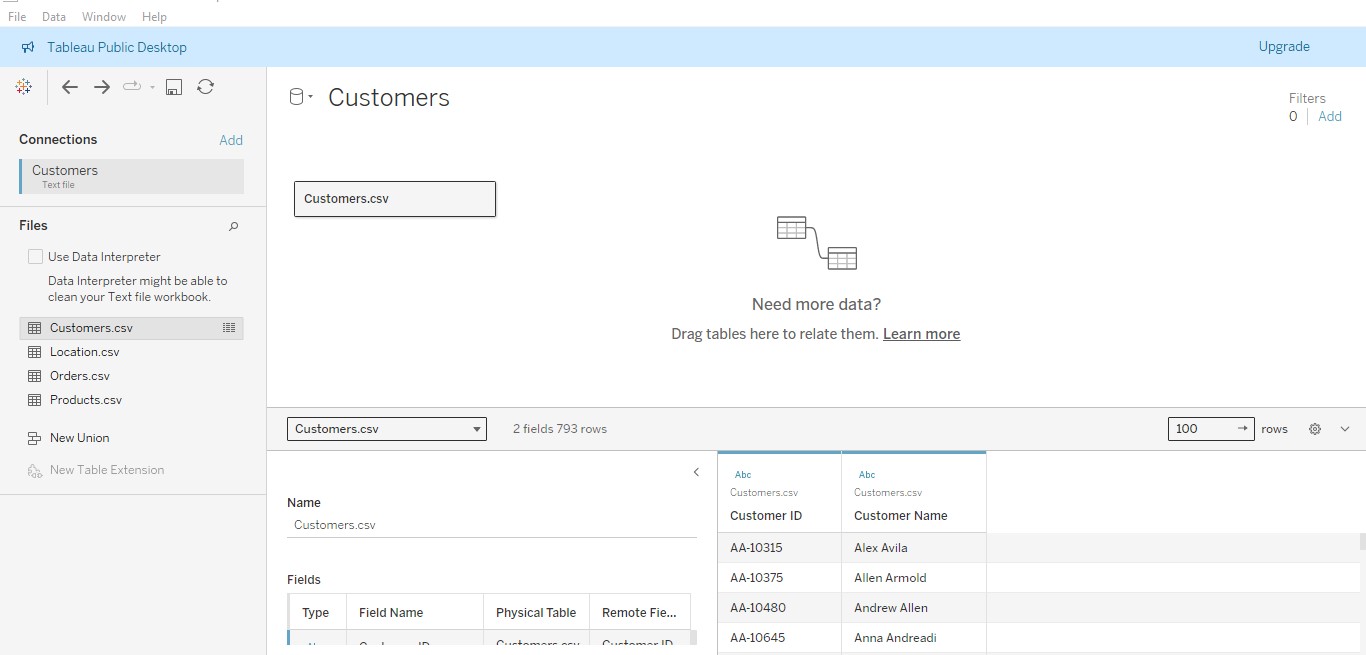 File Data Window Help
Tableau Public Desktop Upgrade
Connections Add
Customers
Text file
Files
Use Data Interpreter
Data Interpreter might be able to
clean your Text file workbook.
Customers.csv
Location.csv
Orders.csv
Products.csv
New Union
New Table Extension
Customers
Filters
0 Add
Customers.csv
Need more data?
Drag tables here to relate them. Learn more
Customers.csv 2 fields 793 rows 100 rows
Name
Customers.csv
Fields
Type Field Name Physical Table Remote Fie...
Customers.csv Customer ID
Abc Abc
Customers.csv Customers.csv
Customer ID Customer Name
AA-10315 Alex Avila
AA-10375 Allen Armold
AA-10480 Andrew Allen
AA-10645 Anna Andreadi